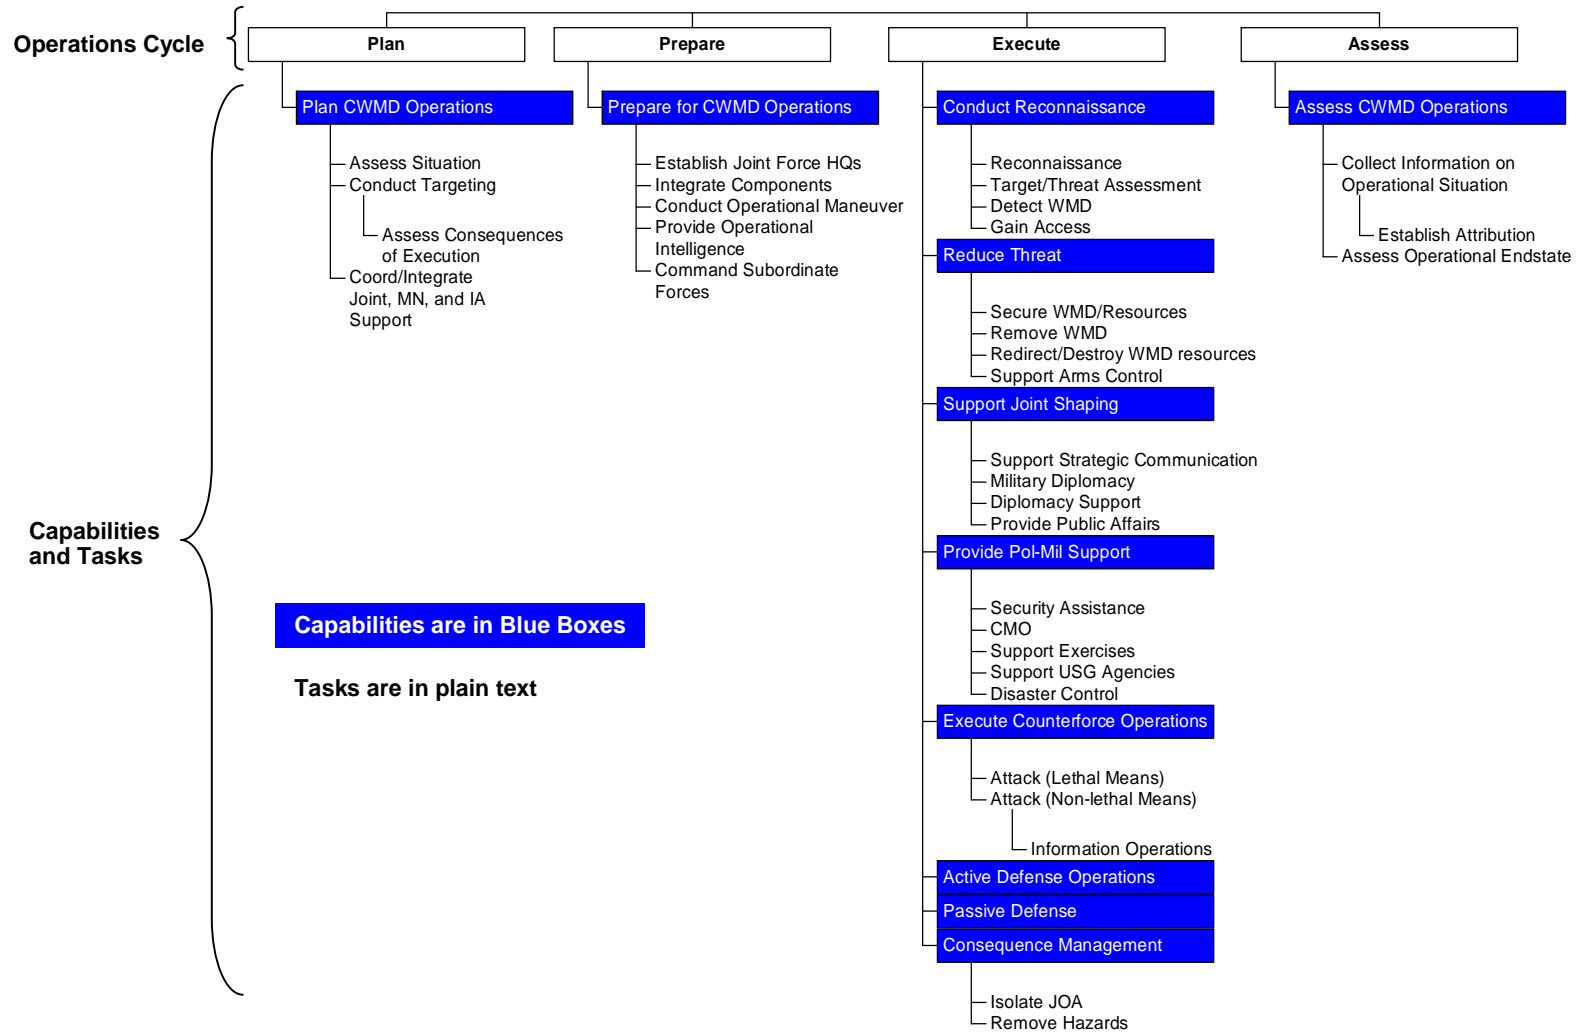 Operations Cycle
Plan
Prepare
Execute
Assess
Plan CWMD Operations
Assess Situation
Conduct Targeting
Assess Consequences
of Execution
Coord/Integrate
Joint, MN, and IA
Support
Prepare for CWMD Operations
Establish Joint Force HQs
Integrate Components
Conduct Operational Maneuver
Provide Operational
Intelligence
Command Subordinate
Forces
Conduct Reconnaissance
Reconnaissance
Target/Threat Assessment
Detect WMD
Gain Access
Reduce Threat
Secure WMD/Resources
Remove WMD
Redirect/Destroy WMD resources
Support Arms Control
Support Joint Shaping
Support Strategic Communication
Military Diplomacy
Diplomacy Support
Provide Public Affairs
Provide Pol-Mil Support
Security Assistance
CMO
Support Exercises
Support USG Agencies
Disaster Control
Execute Counterforce Operations
Attack (Lethal Means)
Attack (Non-lethal Means)
Information Operations
Active Defense Operations
Passive Defense
Consequence Management
Isolate JOA
Remove Hazards
Assess CWMD Operations
Collect Information on
Operational Situation
Establish Attribution
Assess Operational Endstate
Capabilities
and Tasks
Capabilities are in Blue Boxes
Tasks are in plain text